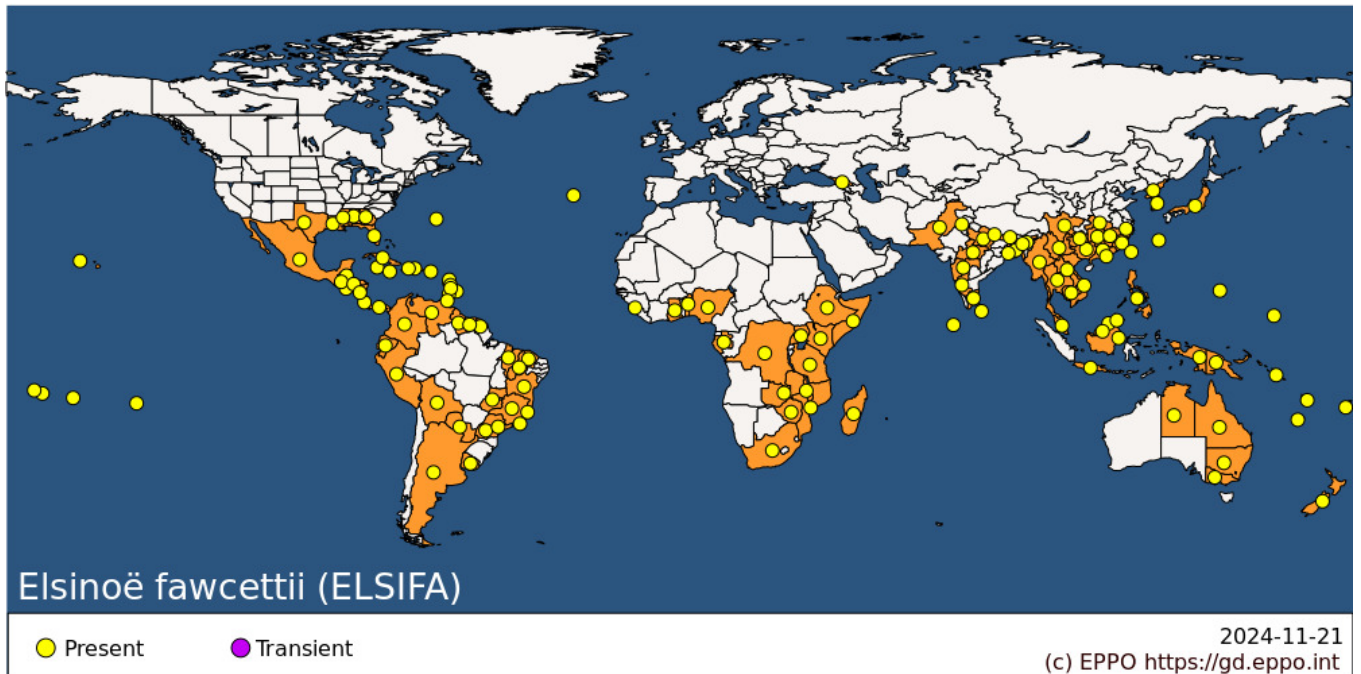 Elsinoë fawcettii (ELSIFA)
Present
Transient
2024-11-21
(c) EPPO https://gd.eppo.int